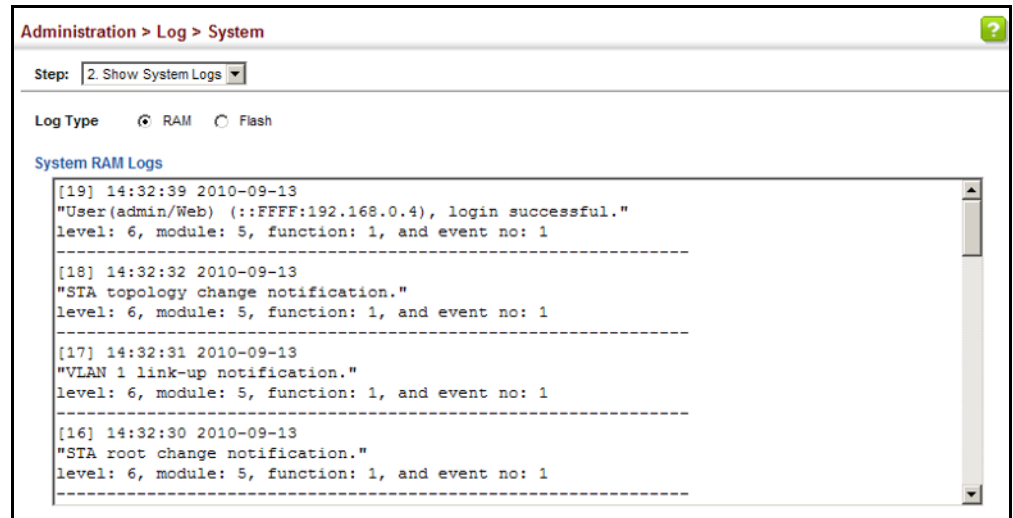 Administration > Log > System
?
Step: 2. Show System Logs
Log Type RAM Flash
System RAM Logs
[19] 14:32:39 2010-09-13
"User(admin/Web) (::FFFF:192.168.0.4), login successful."
level: 6, module: 5, function: 1, and event no: 1
----------------------------------------------------------------
[18] 14:32:32 2010-09-13
"STA topology change notification."
level: 6, module: 5, function: 1, and event no: 1
----------------------------------------------------------------
[17] 14:32:31 2010-09-13
"VLAN 1 link-up notification."
level: 6, module: 5, function: 1, and event no: 1
----------------------------------------------------------------
[16] 14:32:30 2010-09-13
"STA root change notification."
level: 6, module: 5, function: 1, and event no: 1
----------------------------------------------------------------